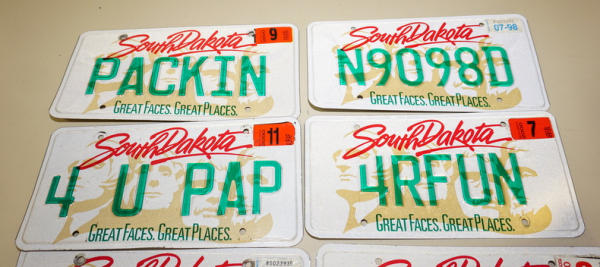 South Dakota 9
PACKIN
GREAT FACES. GREAT PLACES.
South Dakota 07-98
N9098D
GREAT FACES. GREAT PLACES.
South Dakota 11
4 U PAP
GREAT FACES. GREAT PLACES.
South Dakota 7
4RFUN
GREAT FACES. GREAT PLACES.